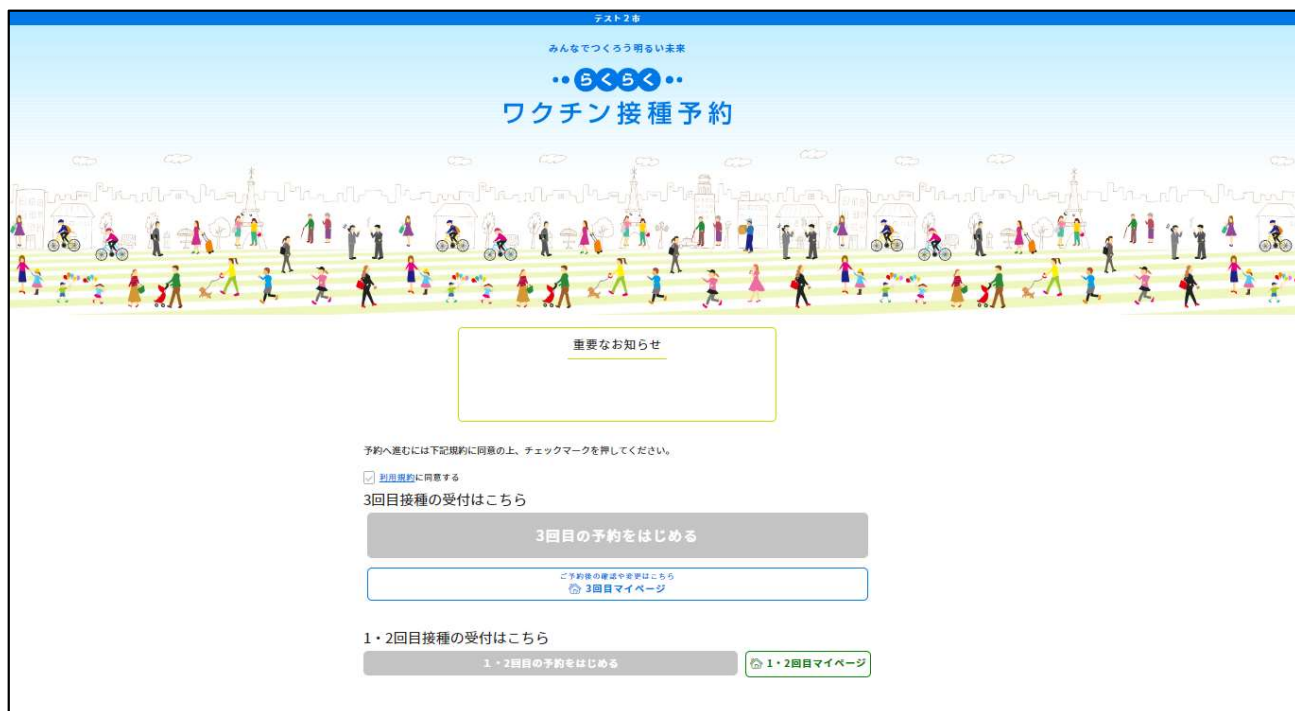 テスト2市
みんなでつくろう明るい未来
らくらく
ワクチン接種予約
重要なお知らせ
予約へ進むには下記規約に同意の上、チェックマークを押してください。
利用規約に同意する
3回目接種の受付はこちら
3回目の予約をはじめる
ご予約後の確認や変更はこちら
3回目マイページ
1・2回目接種の受付はこちら
1・2回目の予約をはじめる
1・2回目マイページ